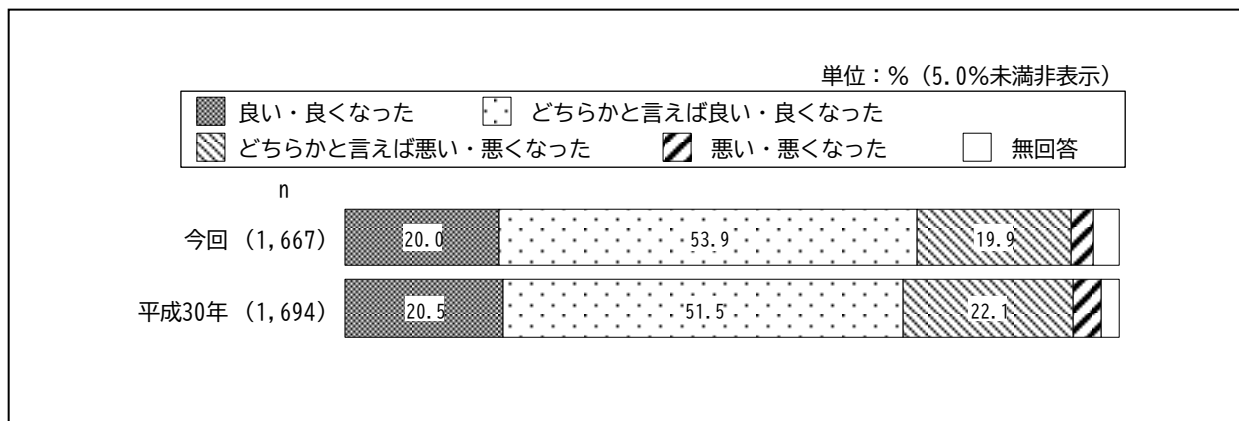 単位：％（5.0％未満非表示）
良い・良くなった どちらかと言えば良い・良くなった
どちらかと言えば悪い・悪くなった 悪い・悪くなった 無回答
n
今回 (1,667) 20.0 53.9 19.9
平成30年 (1,694) 20.5 51.5 22.1